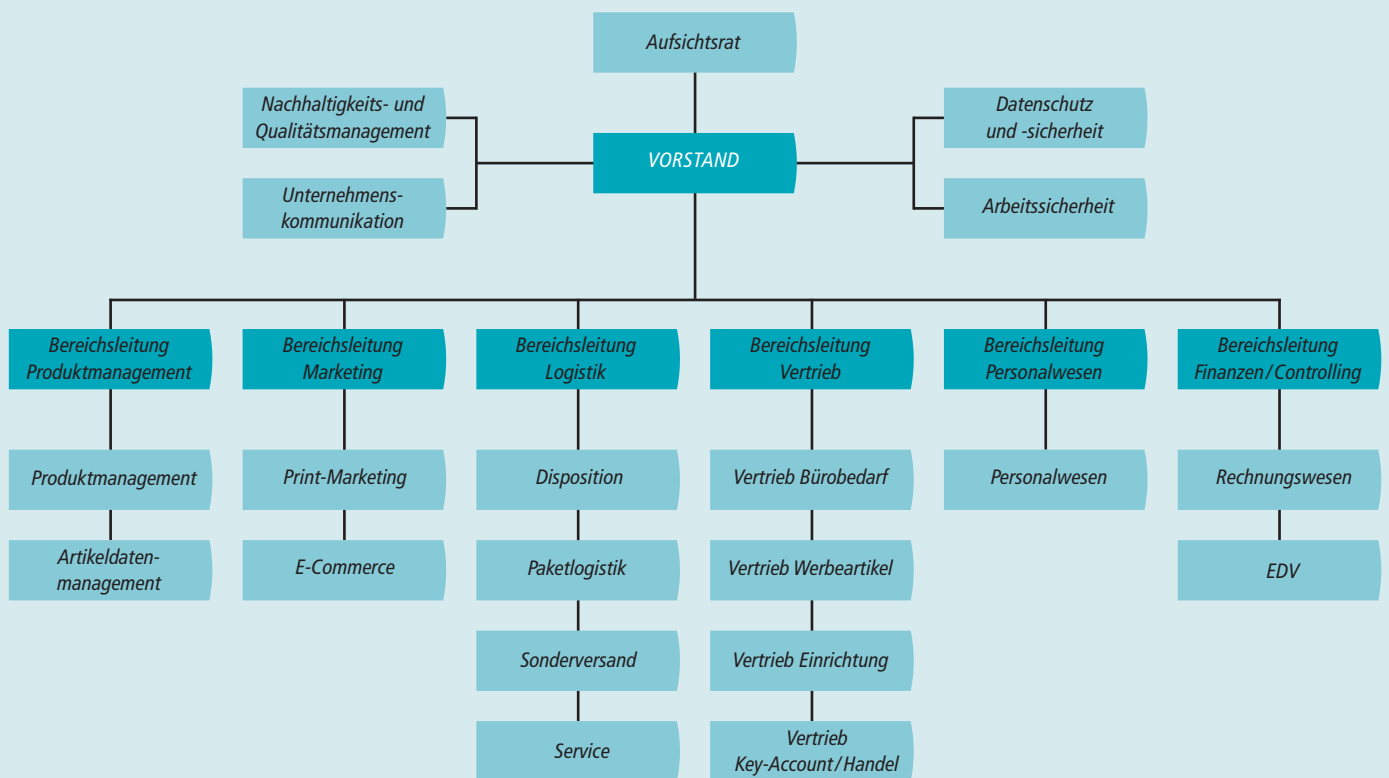 Aufsichtsrat
Nachhaltigkeits- und
Qualitätsmanagement
Datenschutz
und -sicherheit
VORSTAND
Unternehmens-
kommunikation
Arbeitssicherheit
Bereichsleitung
Produktmanagement
Bereichsleitung
Marketing
Bereichsleitung
Logistik
Bereichsleitung
Vertrieb
Bereichsleitung
Personalwesen
Bereichsleitung
Finanzen/Controlling
Produktmanagement
Print-Marketing
Disposition
Vertrieb Bürobedarf
Personalwesen
Rechnungswesen
Artikeldaten-
management
E-Commerce
Paketlogistik
Vertrieb Werbeartikel
EDV
Sonderversand
Vertrieb Einrichtung
Service
Vertrieb
Key-Account/Handel